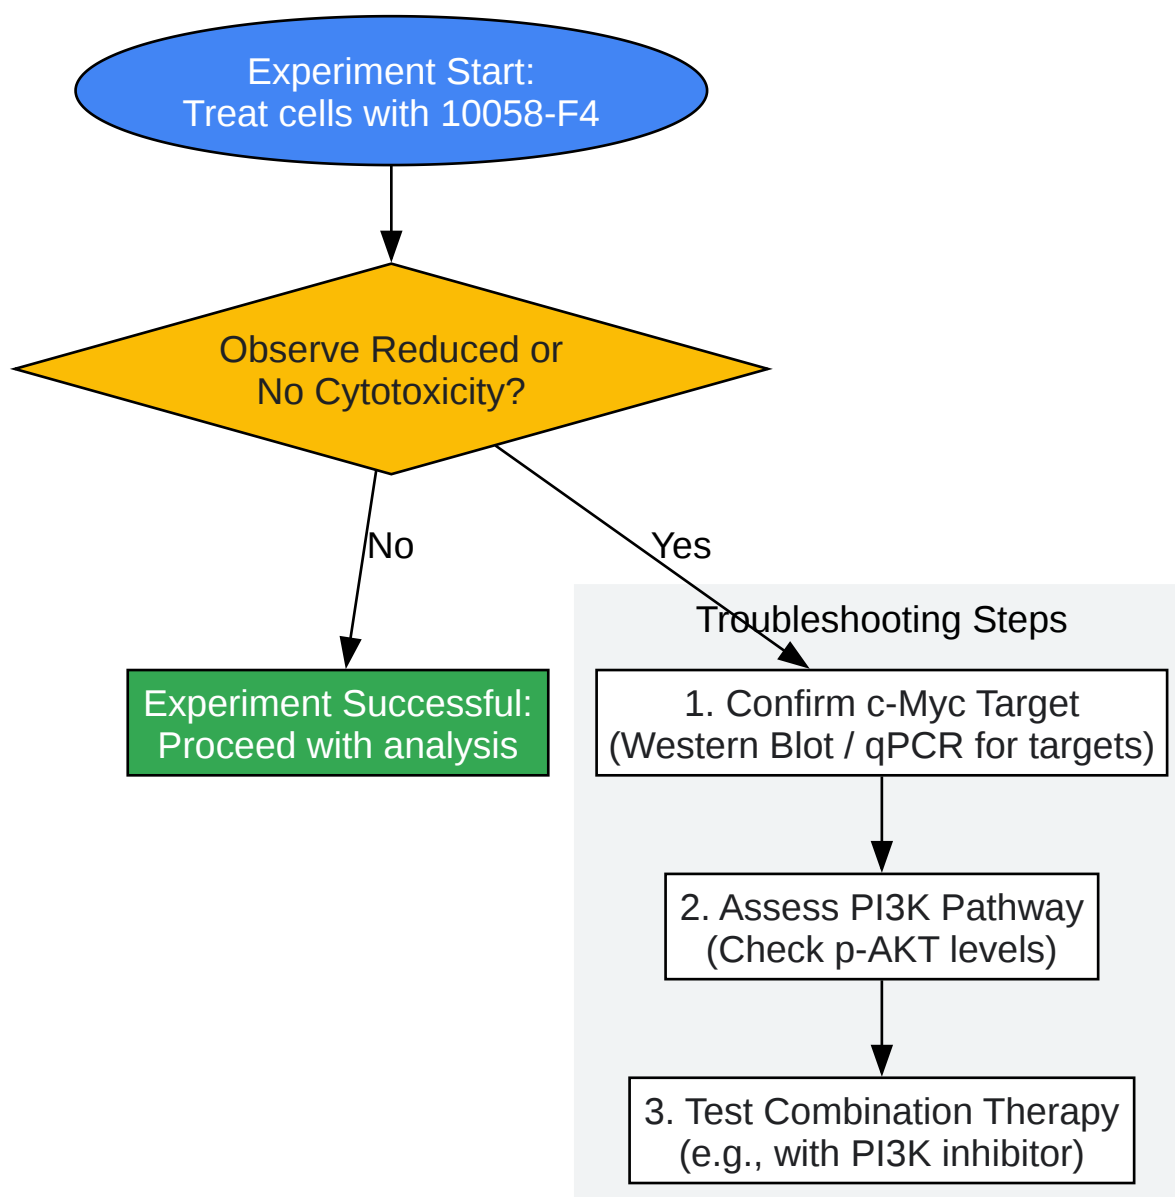 Experiment Start:
Treat cells with 10058-F4
Observe Reduced or
No Cytotoxicity?
No
Yes
Troubleshooting Steps
Experiment Successful:
Proceed with analysis
1. Confirm c-Myc Target
(Western Blot / qPCR for targets)
2. Assess PI3K Pathway
(Check p-AKT levels)
3. Test Combination Therapy
(e.g., with PI3K inhibitor)